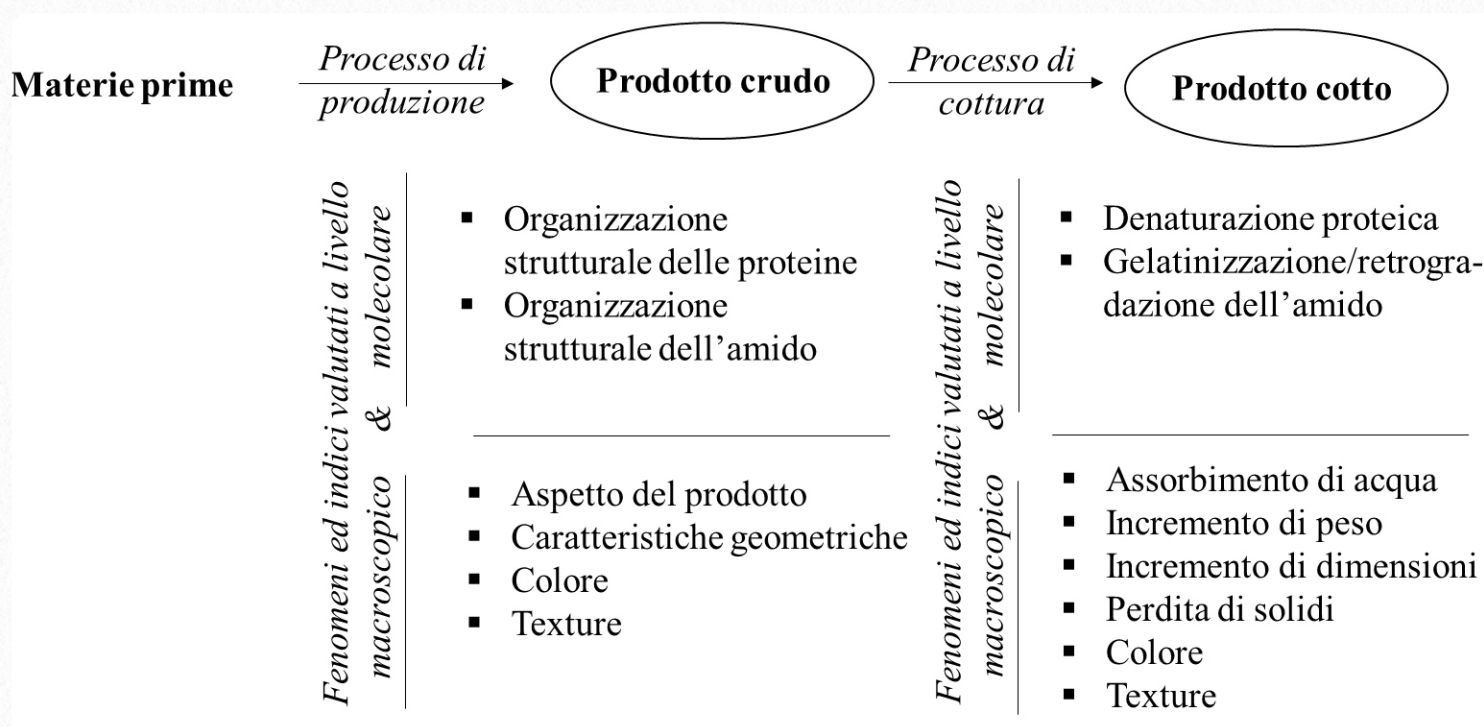 Materie prime
Processo di
produzione
Prodotto crudo
Processo di
cottura
Prodotto cotto
Fenomeni ed indici valutati a livello
macroscopico & molecolare
▪ Organizzazione
strutturale delle proteine
▪ Organizzazione
strutturale dell’amido
▪ Aspetto del prodotto
▪ Caratteristiche geometriche
▪ Colore
▪ Texture
Fenomeni ed indici valutati a livello
macroscopico & molecolare
▪ Denaturazione proteica
▪ Gelatinizzazione/retrogra-
dazione dell’amido
▪ Assorbimento di acqua
▪ Incremento di peso
▪ Incremento di dimensioni
▪ Perdita di solidi
▪ Colore
▪ Texture